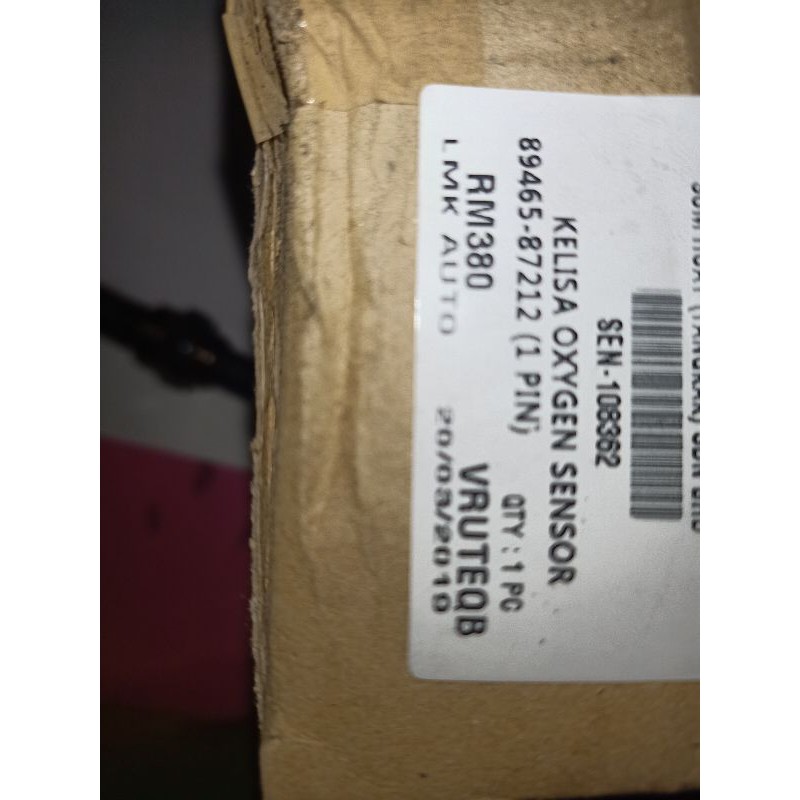 SEN-108362
KELISA OXYGEN SENSOR
89465-87212 (1 PIN) QTY : 1 PC
RM380 VRUTEQB
LMK AUTO 20/03/2019